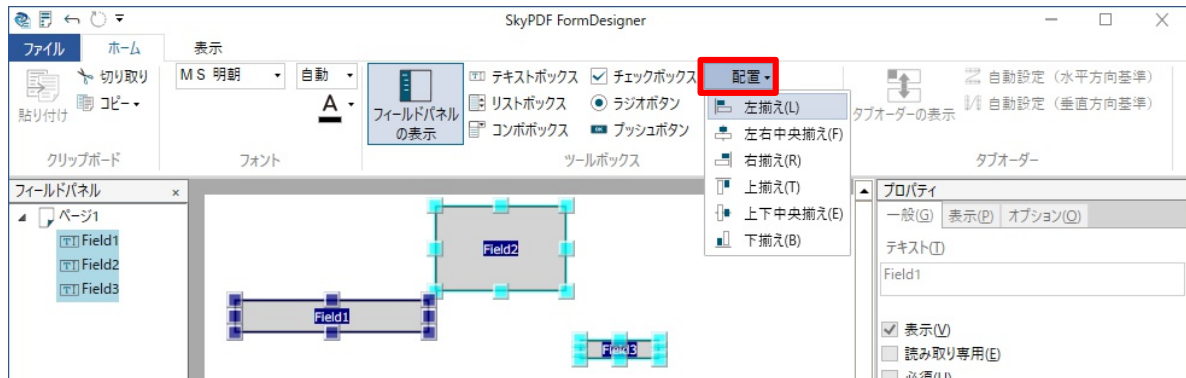 SkyPDF FormDesigner
ファイル ホーム 表示
貼り付け
切り取り
コピー
クリップボード
MS 明朝 自動
A
フォント
フィールドパネル
の表示
テキストボックス チェックボックス
リストボックス ラジオボタン
コンボボックス プッシュボタン
ツールボックス
配置
左揃え(L)
左右中央揃え(F)
右揃え(R)
上揃え(T)
上下中央揃え(E)
下揃え(B)
タブオーダーの表示
自動設定（水平方向基準）
自動設定（垂直方向基準）
タブオーダー
フィールドパネル ×
ページ1
Field1
Field2
Field3
Field2
Field1
Field3
プロパティ
一般(G) 表示(P) オプション(O)
テキスト(T)
Field1
表示(V)
読み取り専用(E)